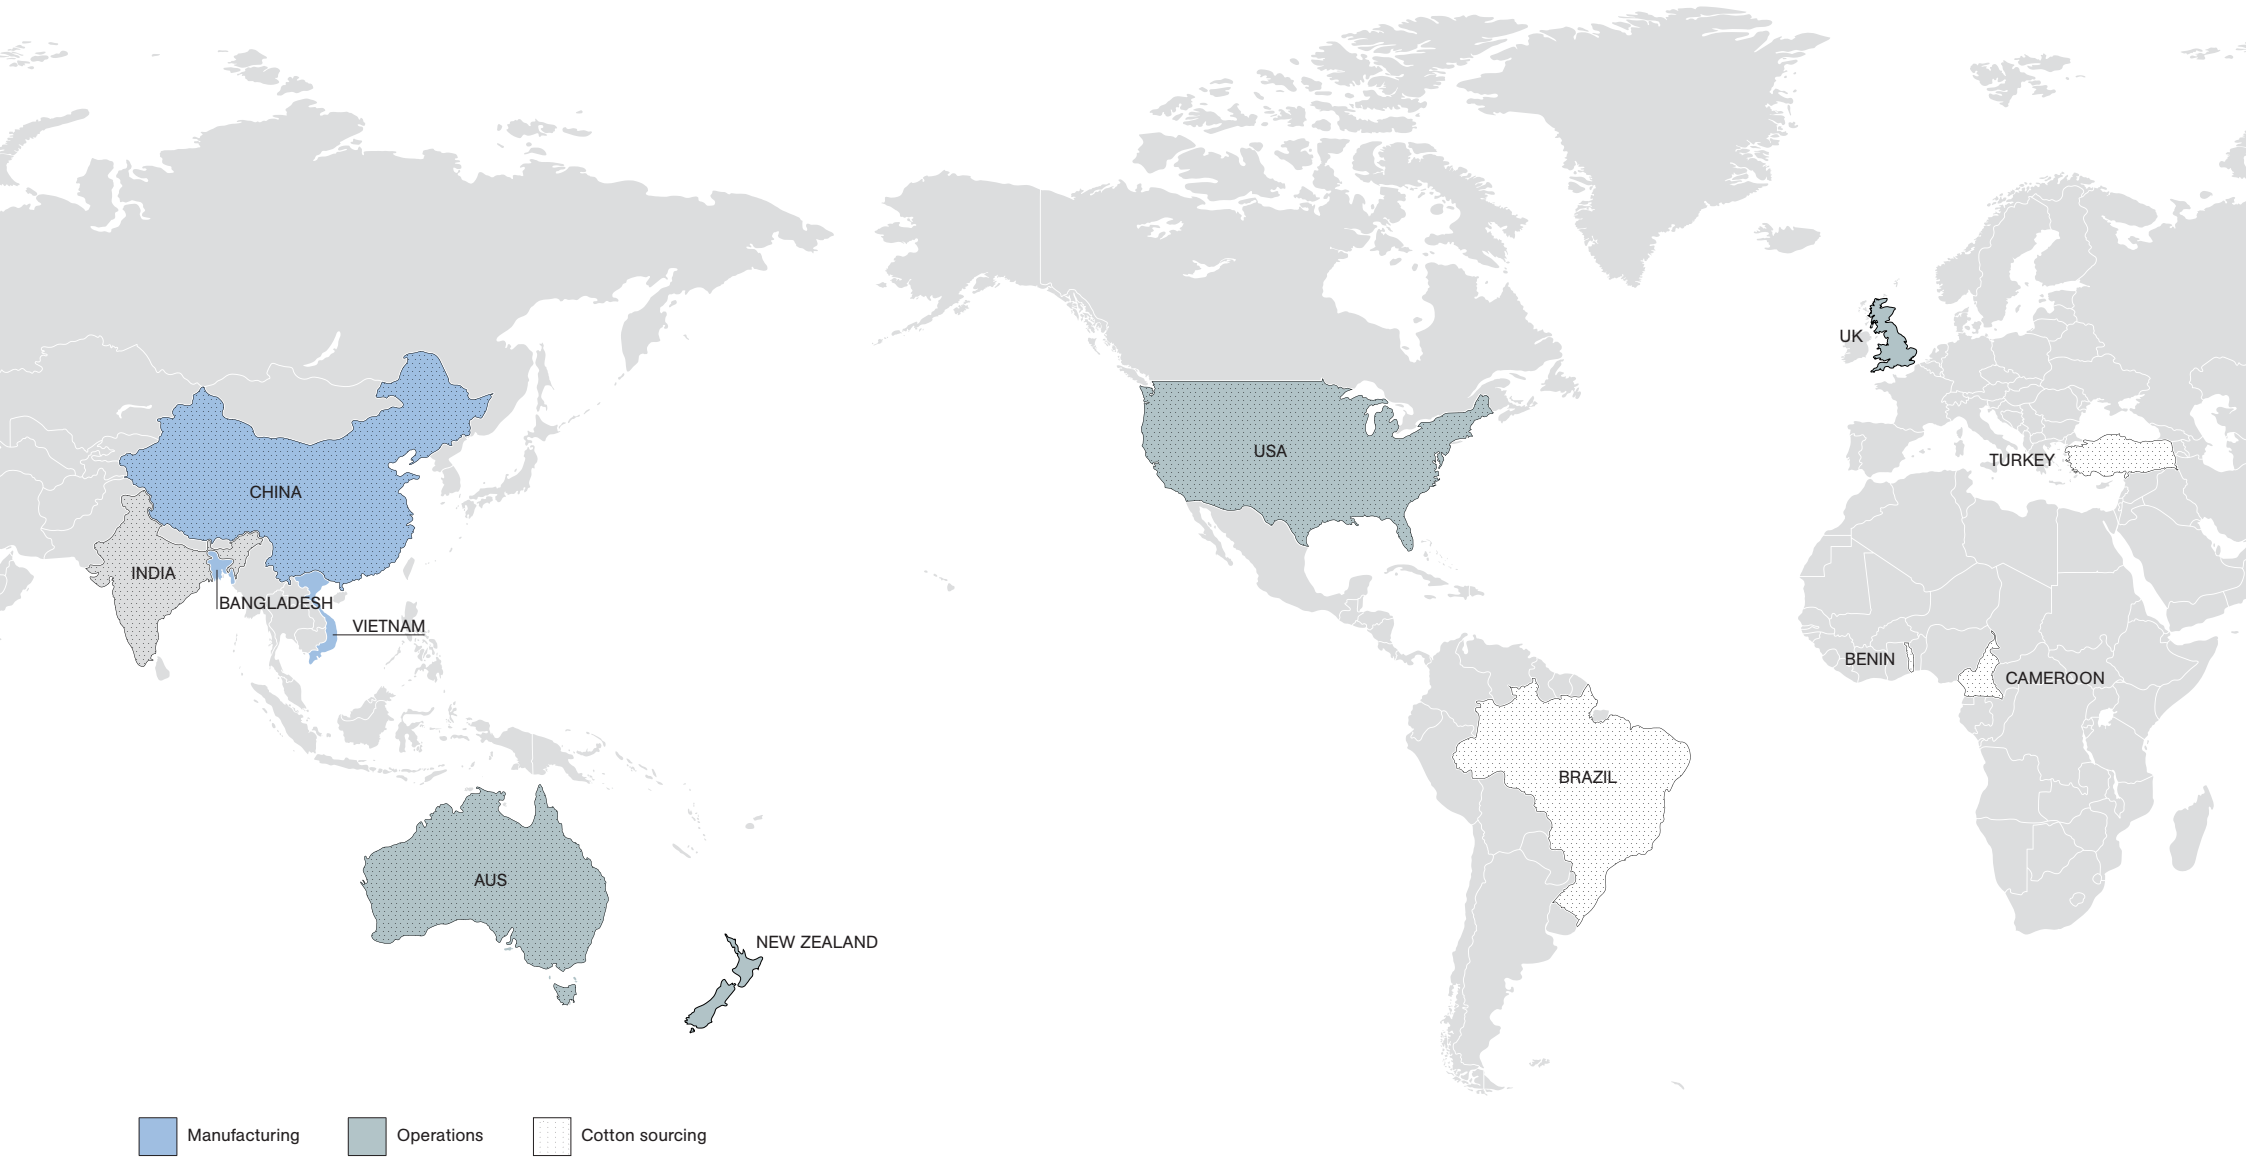 UK
USA
TURKEY
CHINA
INDIA
BANGLADESH
VIETNAM
BENIN
CAMEROON
BRAZIL
AUS
NEW ZEALAND
Manufacturing
Operations
Cotton sourcing